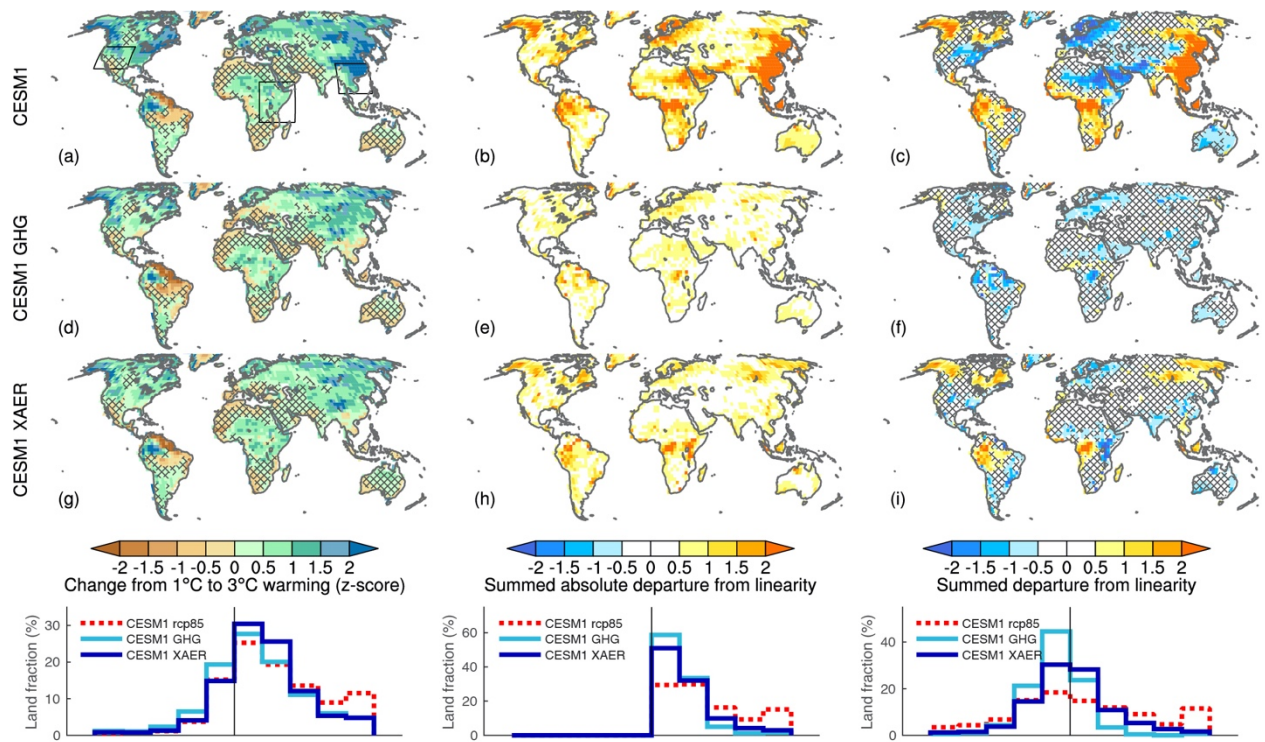 CESM1
(a)
(b)
(c)
CESM1 GHG
(d)
(e)
(f)
CESM1 XAER
(g)
(h)
(i)
-2 -1.5 -1 -0.5 0 0.5 1 1.5 2
Change from 1°C to 3°C warming (z-score)
-2 -1.5 -1 -0.5 0 0.5 1 1.5 2
Summed absolute departure from linearity
-2 -1.5 -1 -0.5 0 0.5 1 1.5 2
Summed departure from linearity
Land fraction (%)
30
20
10
0
CESM1 rcp85
CESM1 GHG
CESM1 XAER
Land fraction (%)
60
40
20
0
CESM1 rcp85
CESM1 GHG
CESM1 XAER
Land fraction (%)
40
20
0
CESM1 rcp85
CESM1 GHG
CESM1 XAER